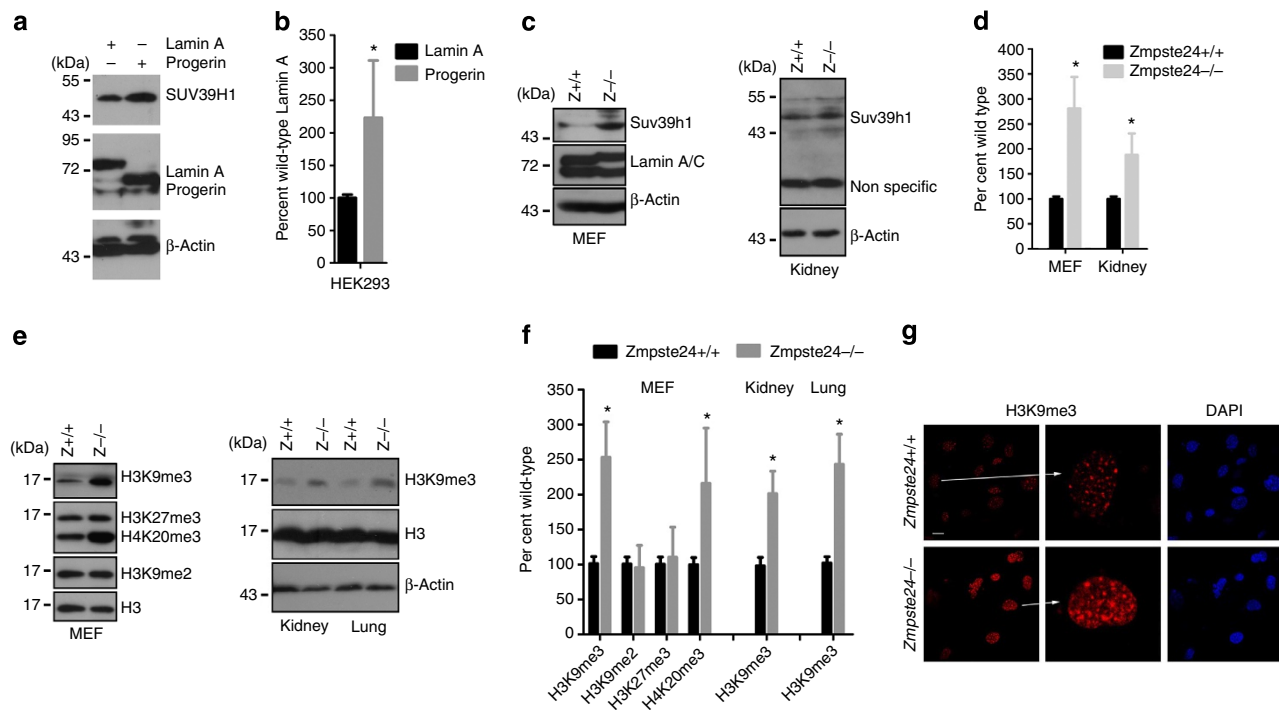 a
+ – Lamin A
(kDa) – + Progerin
55
SUV39H1
43
95
72
Lamin A
Progerin
β-Actin
43
b
350
300
250
200
150
100
50
0
Percent wild-type Lamin A
*
Lamin A
Progerin
HEK293
c
(kDa)
Z+/+
Z–/–
Suv39h1
43
72
Lamin A/C
β-Actin
43
MEF
(kDa)
Z+/+
Z–/–
55
Suv39h1
43
Non specific
β-Actin
43
Kidney
d
400
350
300
250
200
150
100
50
0
Per cent wild type
Zmpste24+/+
Zmpste24–/–
*
*
MEF Kidney
e
(kDa)
Z+/+
Z–/–
17
H3K9me3
17
H3K27me3
H4K20me3
17
H3K9me2
17
H3
MEF
(kDa)
Z+/+
Z–/–
Z+/+
Z–/–
17
H3K9me3
17
H3
β-Actin
43
Kidney Lung
f
Zmpste24+/+ Zmpste24–/–
MEF Kidney Lung
350
300
250
200
150
100
50
0
Per cent wild-type
*
*
*
*
H3K9me3
H3K9me2
H3K27me3
H4K20me3
H3K9me3
H3K9me3
g
H3K9me3 DAPI
Zmpste24+/+
Zmpste24–/–